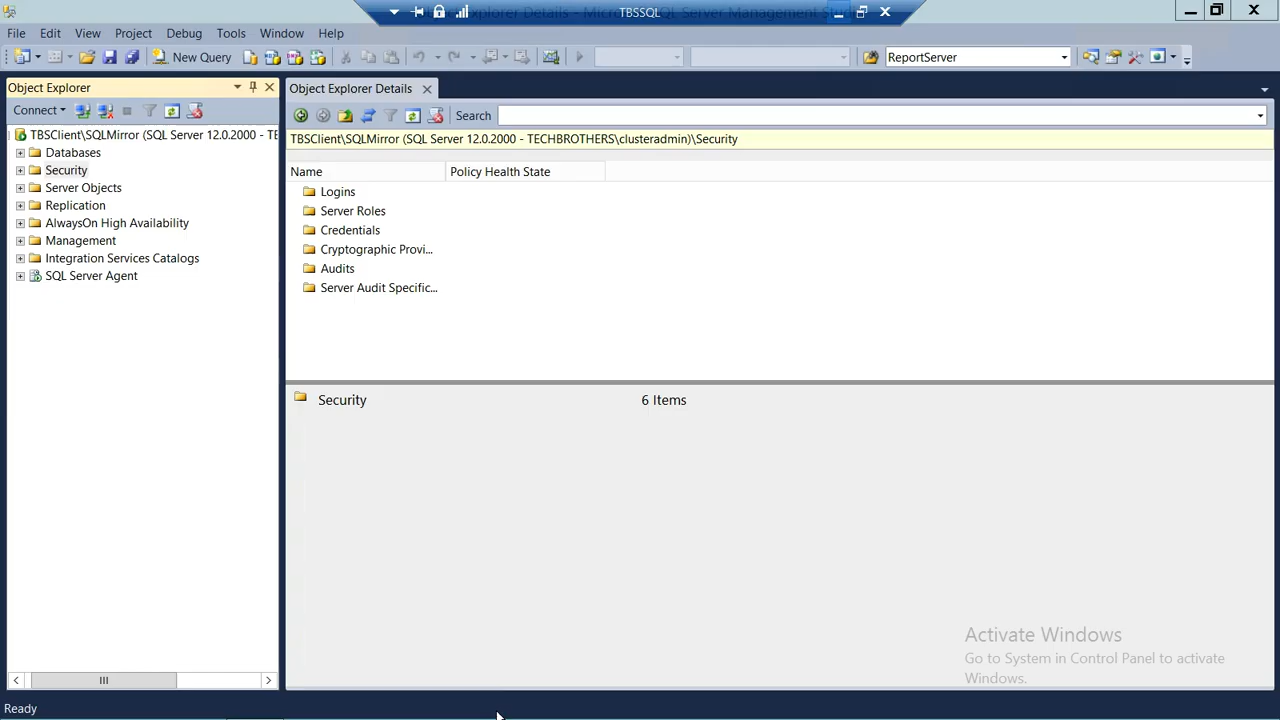 TBSSQL
File Edit View Project Debug Tools Window Help
New Query ReportServer
Object Explorer
Connect
TBSClient\SQLMirror (SQL Server 12.0.2000 - TE
Databases
Security
Server Objects
Replication
AlwaysOn High Availability
Management
Integration Services Catalogs
SQL Server Agent
Object Explorer Details
Search
TBSClient\SQLMirror (SQL Server 12.0.2000 - TECHBROTHERS\clusteradmin)\Security
Name Policy Health State
Logins
Server Roles
Credentials
Cryptographic Provi...
Audits
Server Audit Specific...
Security 6 Items
Activate Windows
Go to System in Control Panel to activate
Windows.
Ready